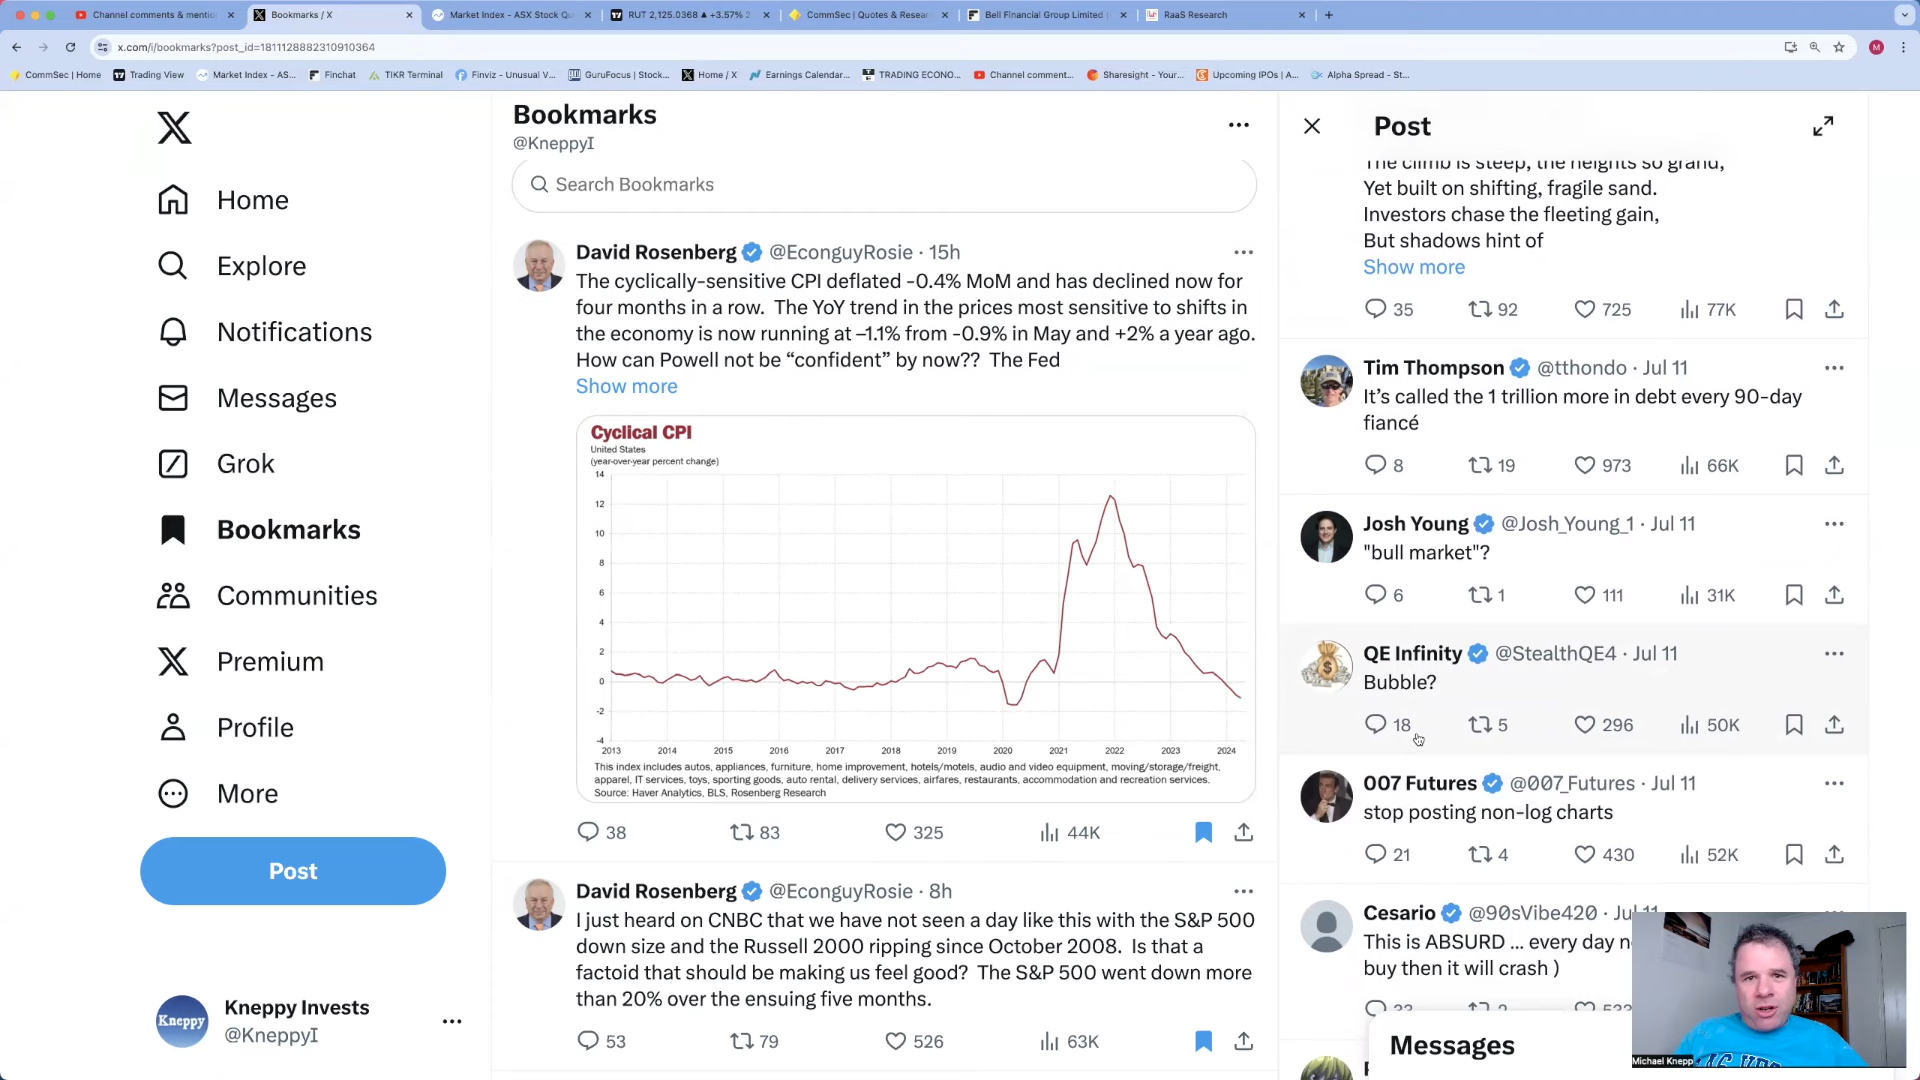 Channel comments & mentio
Bookmarks / X
Market Index - ASX Stock Qu
RUT 2,125.0368 ▲ +3.57% 2
CommSec | Quotes & Resear
Bell Financial Group Limited |
RaaS Research
x.com/i/bookmarks?post_id=1811128882310910364
M
CommSec | Home
Trading View
Market Index - AS...
Finchat
TIKR Terminal
Finviz - Unusual V...
GuruFocus | Stock...
Home / X
Earnings Calendar...
TRADING ECONO...
Channel comment...
Sharesight - Your...
Upcoming IPOs | A...
Alpha Spread - St...
Home
Explore
Notifications
Messages
Grok
Bookmarks
Communities
Premium
Profile
More
Post
Kneppy
Kneppy Invests
@KneppyI
Bookmarks
@KneppyI
Search Bookmarks
David Rosenberg @EconguyRosie · 15h
The cyclically-sensitive CPI deflated -0.4% MoM and has declined now for
four months in a row. The YoY trend in the prices most sensitive to shifts in
the economy is now running at –1.1% from -0.9% in May and +2% a year ago.
How can Powell not be “confident” by now?? The Fed
Show more
Cyclical CPI
United States
(year-over-year percent change)
14
12
10
8
6
4
2
0
-2
-4
2013 2014 2015 2016 2017 2018 2019 2020 2021 2022 2023 2024
This index includes autos, appliances, furniture, home improvement, hotels/motels, audio and video equipment, moving/storage/freight,
apparel, IT services, toys, sporting goods, auto rental, delivery services, airfares, restaurants, accommodation and recreation services.
Source: Haver Analytics, BLS, Rosenberg Research
38 83 325 44K
David Rosenberg @EconguyRosie · 8h
I just heard on CNBC that we have not seen a day like this with the S&P 500
down size and the Russell 2000 ripping since October 2008. Is that a
factoid that should be making us feel good? The S&P 500 went down more
than 20% over the ensuing five months.
53 79 526 63K
Post
The climb is steep, the heights so grand,
Yet built on shifting, fragile sand.
Investors chase the fleeting gain,
But shadows hint of
Show more
35 92 725 77K
Tim Thompson @tthondo · Jul 11
It’s called the 1 trillion more in debt every 90-day
fiancé
8 19 973 66K
Josh Young @Josh_Young_1 · Jul 11
"bull market"?
6 1 111 31K
QE Infinity @StealthQE4 · Jul 11
Bubble?
18 5 296 50K
007 Futures @007_Futures · Jul 11
stop posting non-log charts
21 4 430 52K
Cesario @90sVibe420 · Jul 11
This is ABSURD ... every day
buy then it will crash )
Messages
Michael Knepp